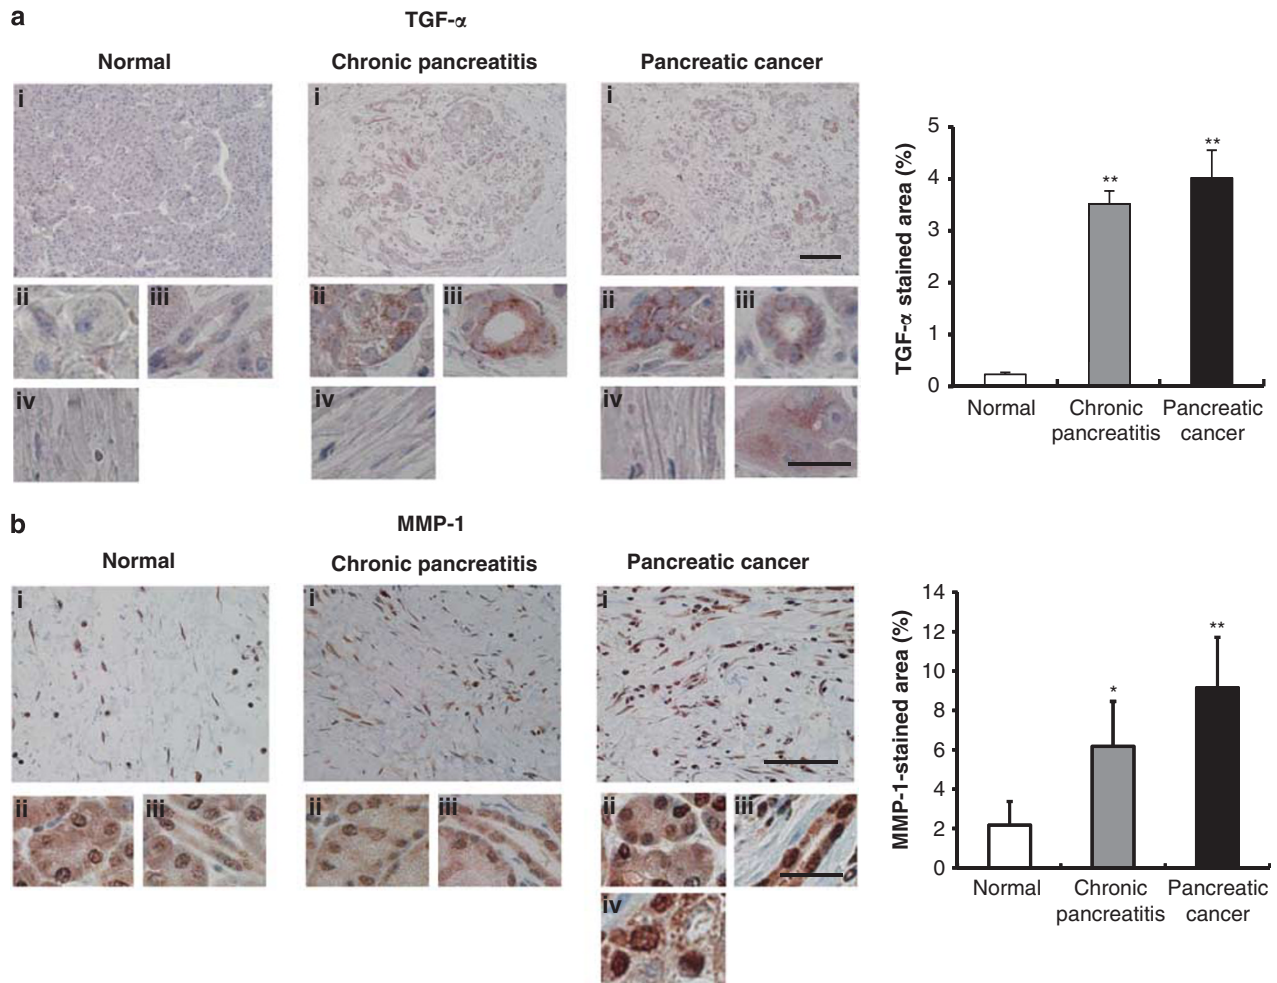 a
TGF-α
Normal
Chronic pancreatitis
Pancreatic cancer
i
i
i
ii
iii
ii
iii
ii
iii
iv
iv
iv
TGF-α stained area (%)
5
4
3
2
1
0
**
**
Normal
Chronic
pancreatitis
Pancreatic
cancer
b
MMP-1
Normal
Chronic pancreatitis
Pancreatic cancer
i
i
i
ii
iii
ii
iii
ii
iii
iv
MMP-1-stained area (%)
14
12
10
8
6
4
2
0
*
**
Normal
Chronic
pancreatitis
Pancreatic
cancer